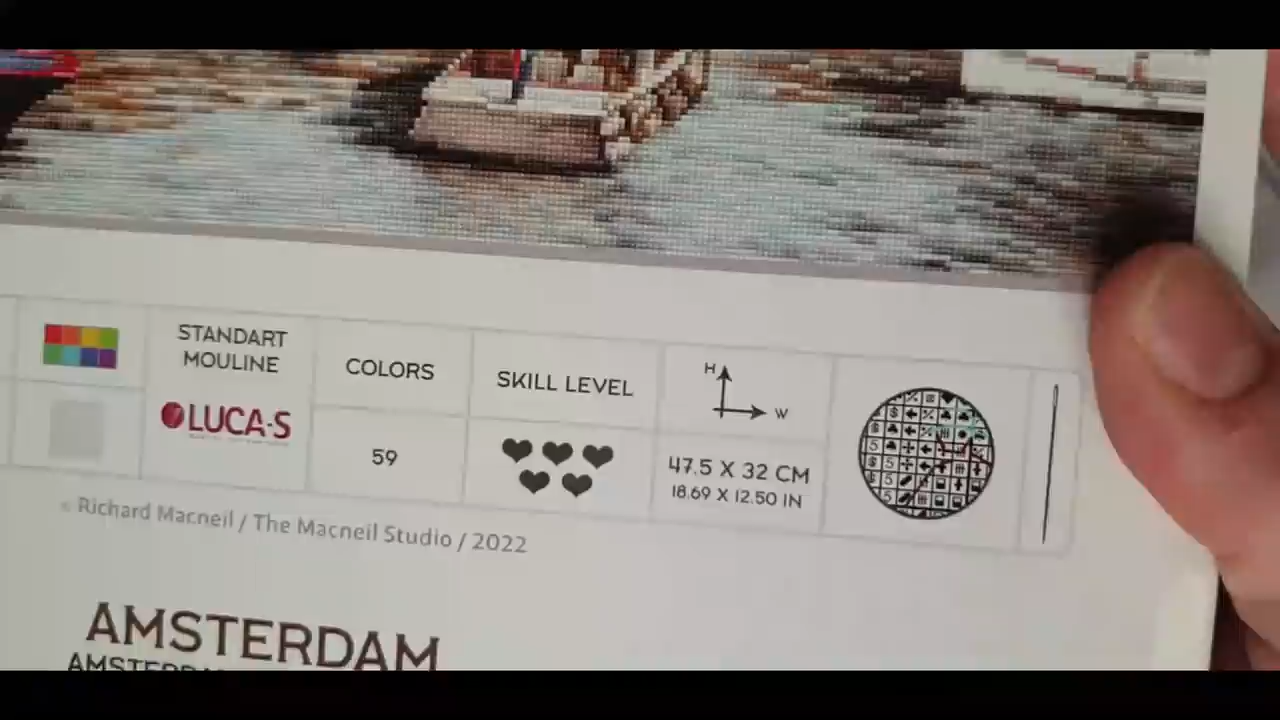 STANDART
MOULINE
LUCA-S
COLORS
59
SKILL LEVEL
H
W
47.5 X 32 CM
18.69 X 12.50 IN
© Richard Macneil / The Macneil Studio / 2022
AMSTERDAM